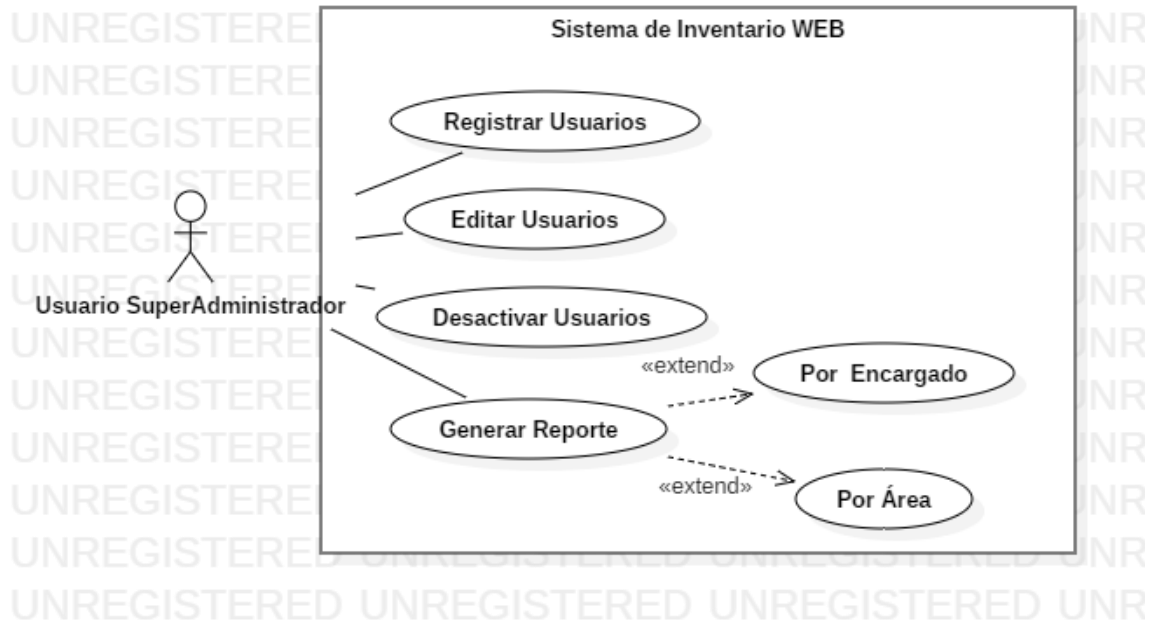 Sistema de Inventario WEB
Registrar Usuarios
Editar Usuarios
Usuario SuperAdministrador
Desactivar Usuarios
«extend»
Por Encargado
Generar Reporte
«extend»
Por Área
UNREGISTERED UNREGISTERED UNREGISTERED UNR